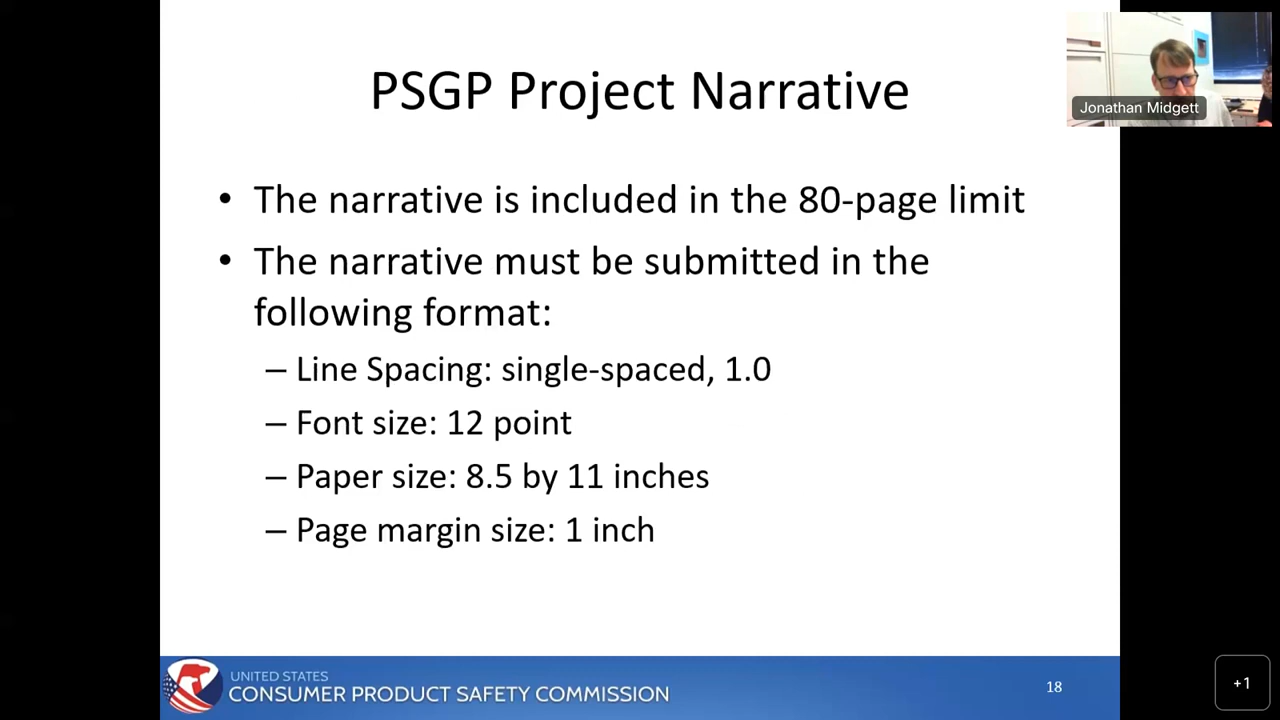 PSGP Project Narrative
Jonathan Midgett
• The narrative is included in the 80-page limit
• The narrative must be submitted in the
following format:
– Line Spacing: single-spaced, 1.0
– Font size: 12 point
– Paper size: 8.5 by 11 inches
– Page margin size: 1 inch
UNITED STATES
CONSUMER PRODUCT SAFETY COMMISSION
18
+1